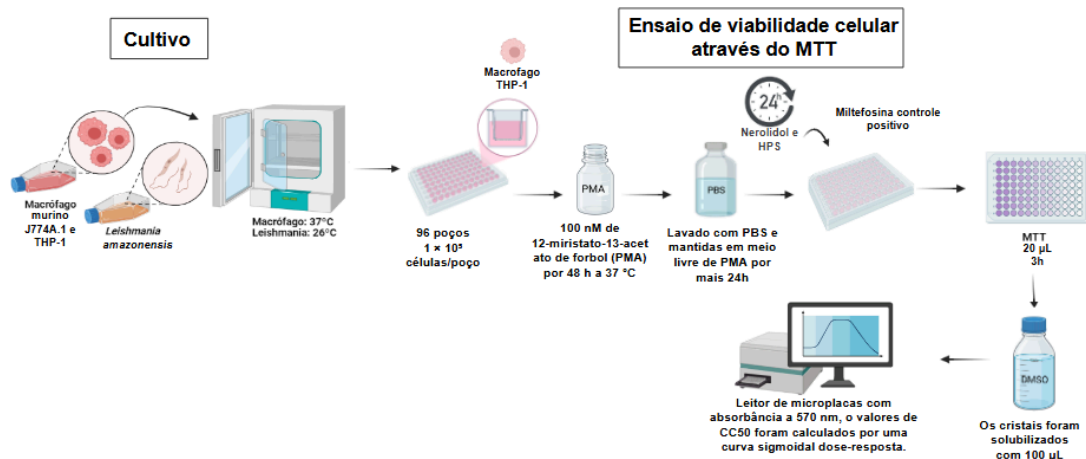 Cultivo
Ensaio de viabilidade celular
através do MTT
Macrófago
murino
J774A.1 e
THP-1
Leishmania
amazonensis
Macrófago: 37°C
Leishmania: 26°C
Macrofago
THP-1
96 poços
1 × 10⁵
células/poço
PMA
100 nM de
12-miristato-13-acet
ato de forbol (PMA)
por 48 h a 37 °C
PBS
Lavado com PBS e
mantidas em meio
livre de PMA por
mais 24h
24h
Nerolidol e
HPS
Miltefosina controle
positivo
MTT
20 µL
3h
DMSO
Os cristais foram
solubilizados
com 100 µL
Leitor de microplacas com
absorbância a 570 nm, o valores de
CC50 foram calculados por uma
curva sigmoidal dose-resposta.